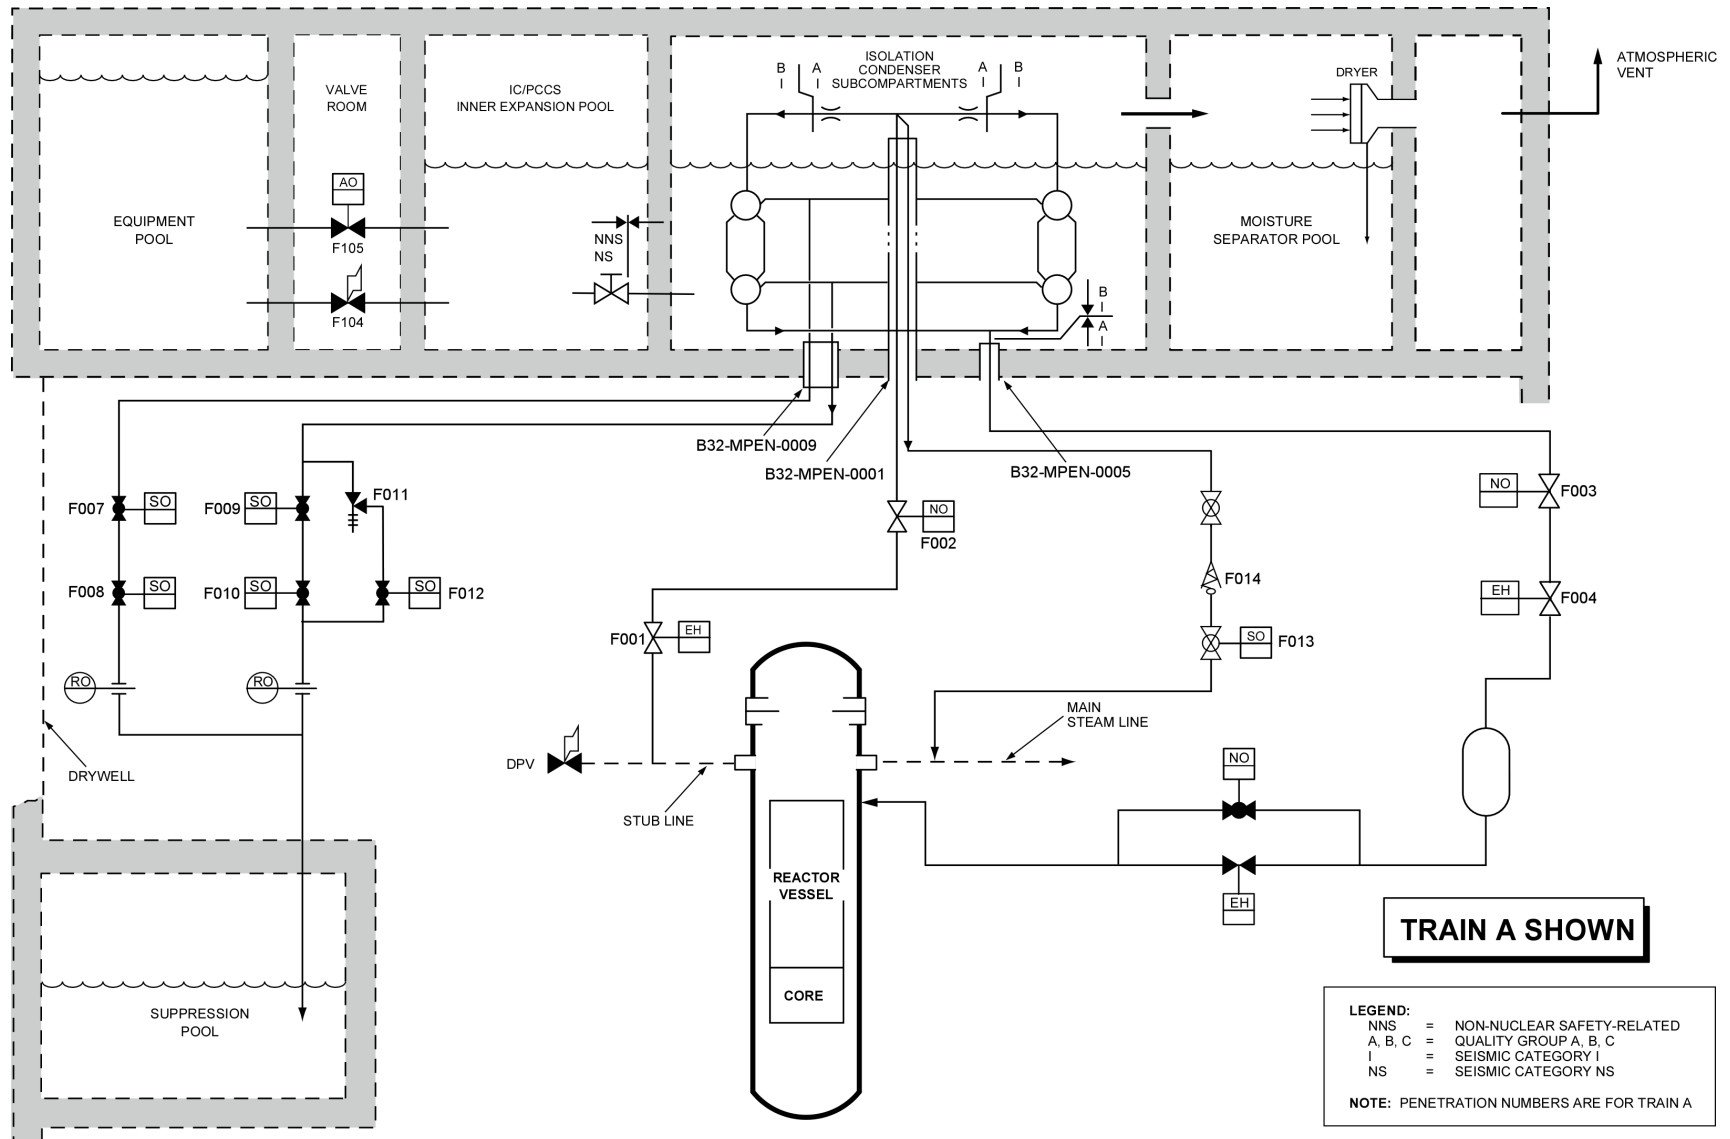 ATMOSPHERIC
VENT
ISOLATION
CONDENSER
SUBCOMPARTMENTS
B
I
A
I
A
I
B
I
DRYER
VALVE
ROOM
IC/PCCS
INNER EXPANSION POOL
AO
EQUIPMENT
POOL
F105
NNS
NS
MOISTURE
SEPARATOR POOL
F104
B
I
A
I
B32-MPEN-0009
B32-MPEN-0001
B32-MPEN-0005
F007
SO
F009
SO
F011
NO
F002
NO
F003
F008
SO
F010
SO
SO
F012
F014
EH
F004
F001
EH
SO
F013
RO
RO
MAIN
STEAM LINE
DPV
DRYWELL
STUB LINE
NO
REACTOR
VESSEL
EH
CORE
SUPPRESSION
POOL
TRAIN A SHOWN
LEGEND:
NNS = NON-NUCLEAR SAFETY-RELATED
A, B, C = QUALITY GROUP A, B, C
I = SEISMIC CATEGORY I
NS = SEISMIC CATEGORY NS
NOTE: PENETRATION NUMBERS ARE FOR TRAIN A